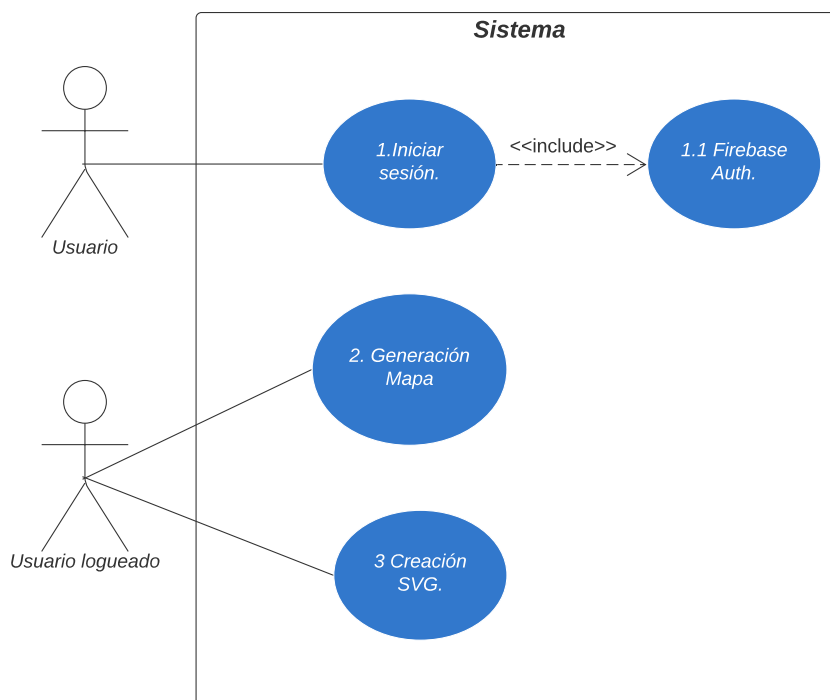 Sistema
1.Iniciar
sesión.
<<include>>
1.1 Firebase
Auth.
Usuario
2. Generación
Mapa
Usuario logueado
3 Creación
SVG.